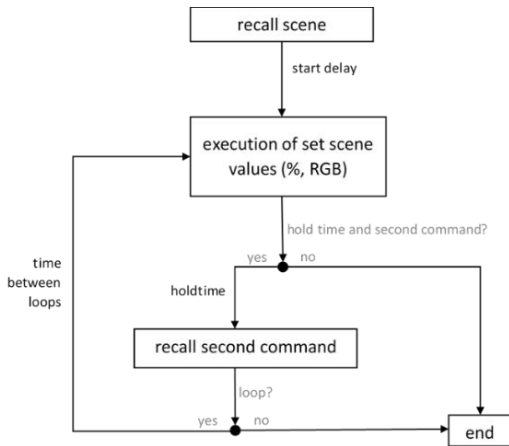 recall scene
start delay
execution of set scene
values (%, RGB)
hold time and second command?
yes no
time
between
loops
holdtime
recall second command
loop?
yes no
end